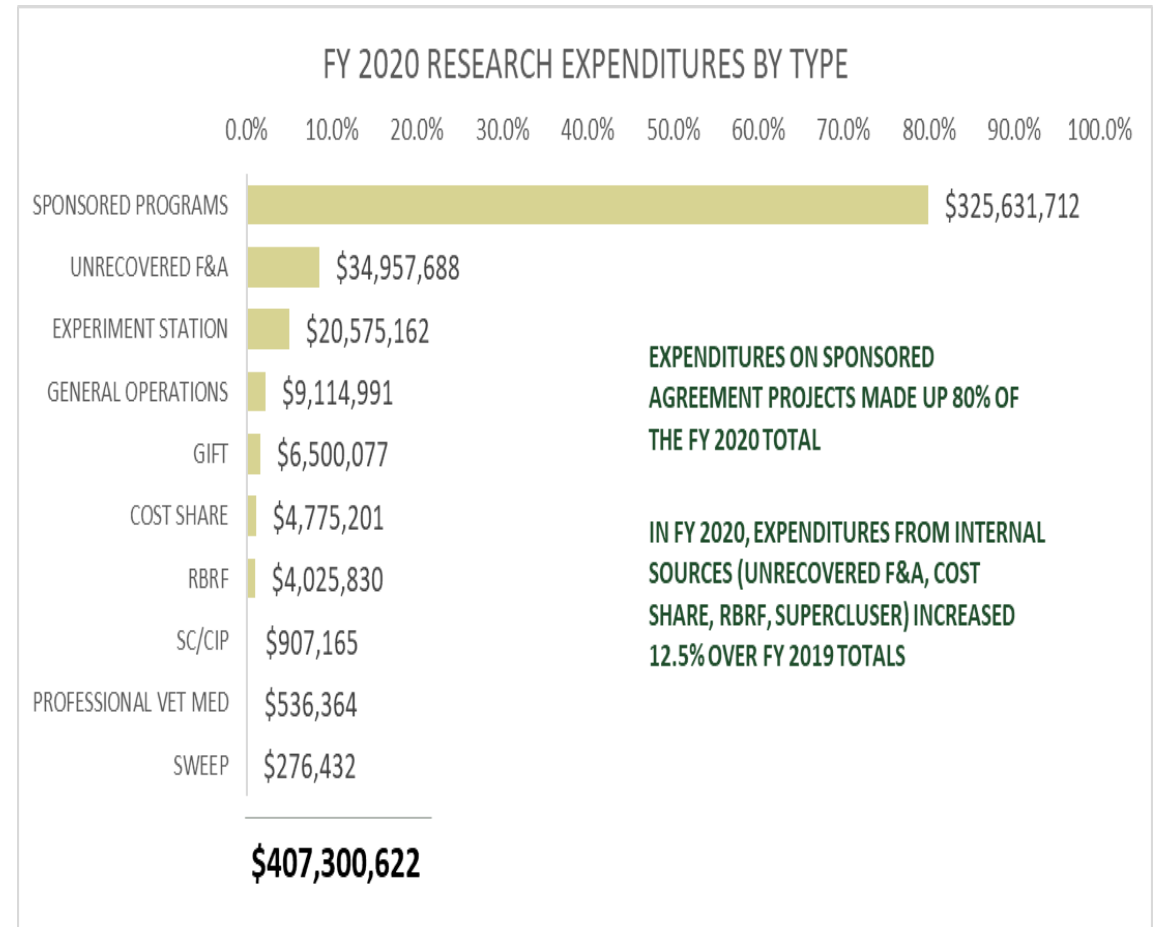 FY 2020 RESEARCH EXPENDITURES BY TYPE
0.0% 10.0% 20.0% 30.0% 40.0% 50.0% 60.0% 70.0% 80.0% 90.0% 100.0%
SPONSORED PROGRAMS $325,631,712
UNRECOVERED F&A $34,957,688
EXPERIMENT STATION $20,575,162
GENERAL OPERATIONS $9,114,991
GIFT $6,500,077
COST SHARE $4,775,201
RBRF $4,025,830
SC/CIP $907,165
PROFESSIONAL VET MED $536,364
SWEEP $276,432
$407,300,622
EXPENDITURES ON SPONSORED
AGREEMENT PROJECTS MADE UP 80% OF
THE FY 2020 TOTAL
IN FY 2020, EXPENDITURES FROM INTERNAL
SOURCES (UNRECOVERED F&A, COST
SHARE, RBRF, SUPERCLUSER) INCREASED
12.5% OVER FY 2019 TOTALS